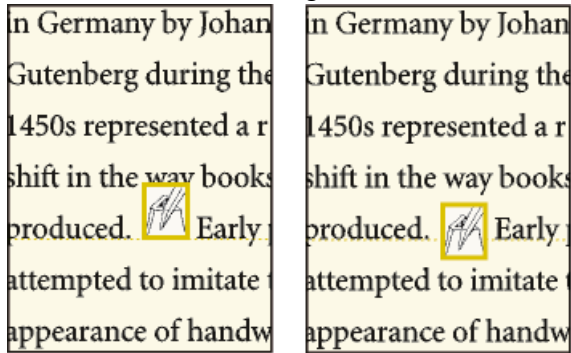 in Germany by Johan
Gutenberg during the
1450s represented a r
shift in the way books
produced. Early
attempted to imitate
appearance of handw
in Germany by Johan
Gutenberg during the
1450s represented a r
shift in the way books
produced. Early
attempted to imitate
appearance of handw